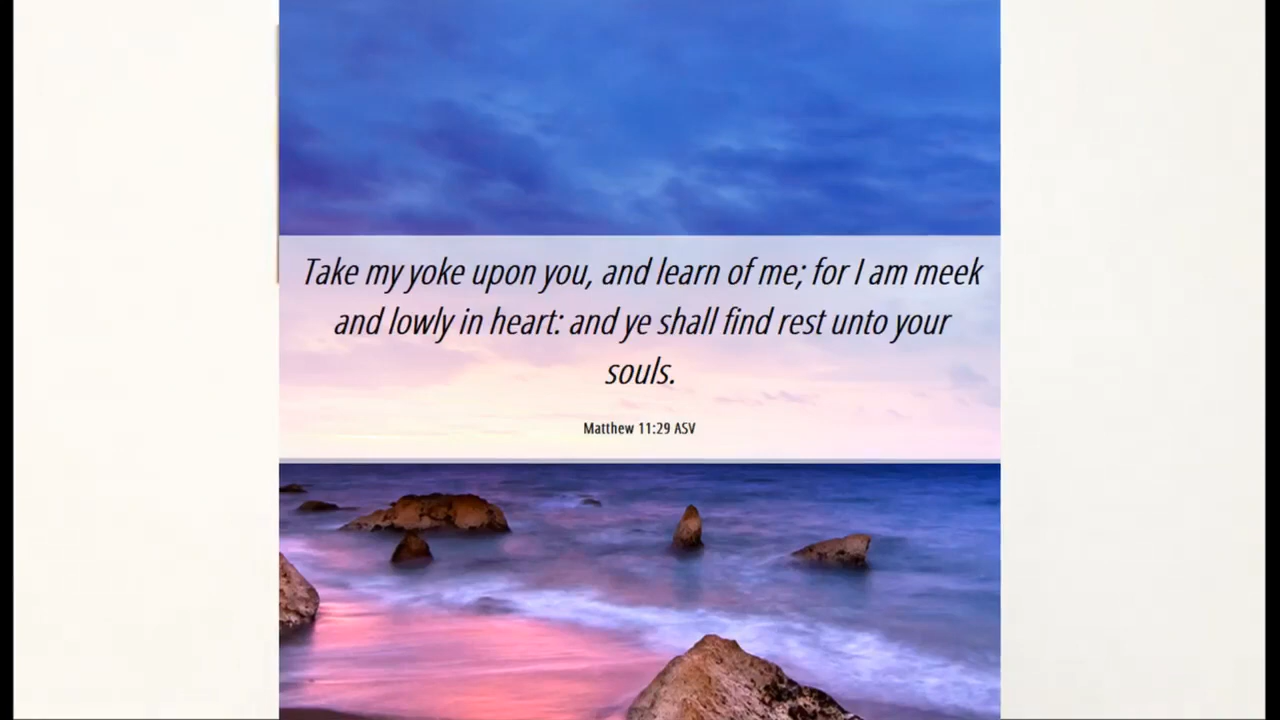 Take my yoke upon you, and learn of me; for I am meek
and lowly in heart: and ye shall find rest unto your
souls.
Matthew 11:29 ASV